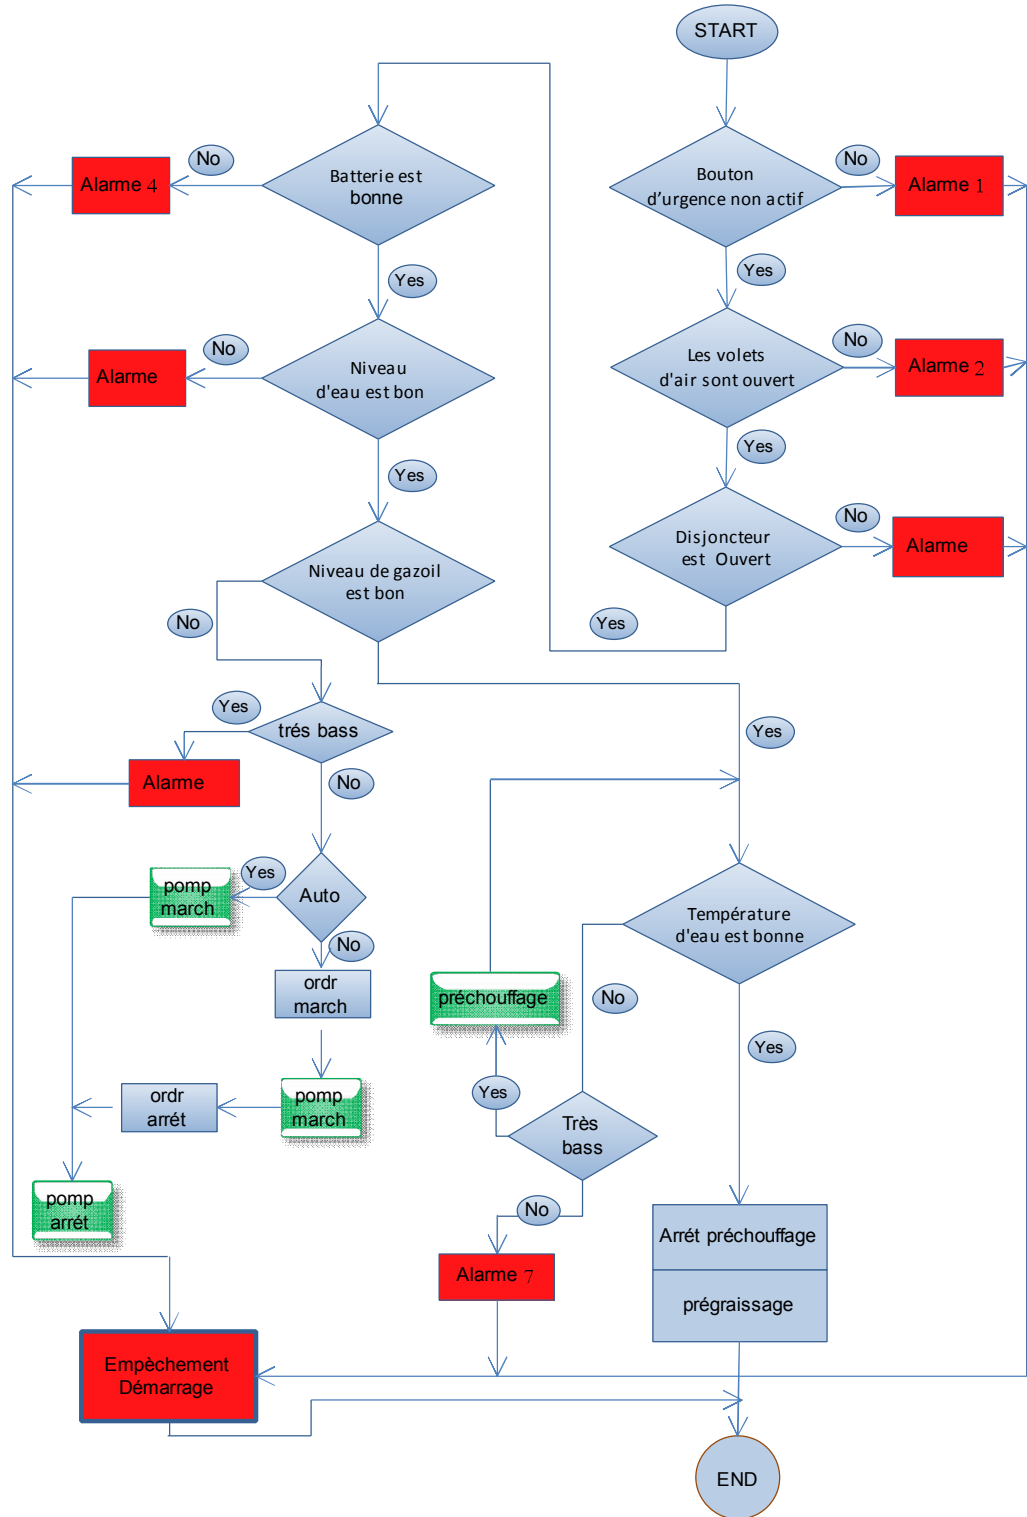 START
Bouton
d'urgence non actif
No
Alarme 1
Yes
Les volets
d'air sont ouvert
No
Alarme 2
Yes
Disjoncteur
est Ouvert
No
Alarme
Yes
Batterie est
bonne
No
Alarme 4
Yes
Niveau
d'eau est bon
No
Alarme
Yes
Niveau de gazoil
est bon
No
Yes
trés bass
Yes
Alarme
No
Auto
Yes
pomp
march
No
ordr
march
pomp
march
ordr
arrét
pomp
arrét
Température
d'eau est bonne
No
Yes
préchouffage
Yes
Très
bass
No
Alarme 7
Arrét préchouffage
prégraissage
Empèchement
Démarrage
END